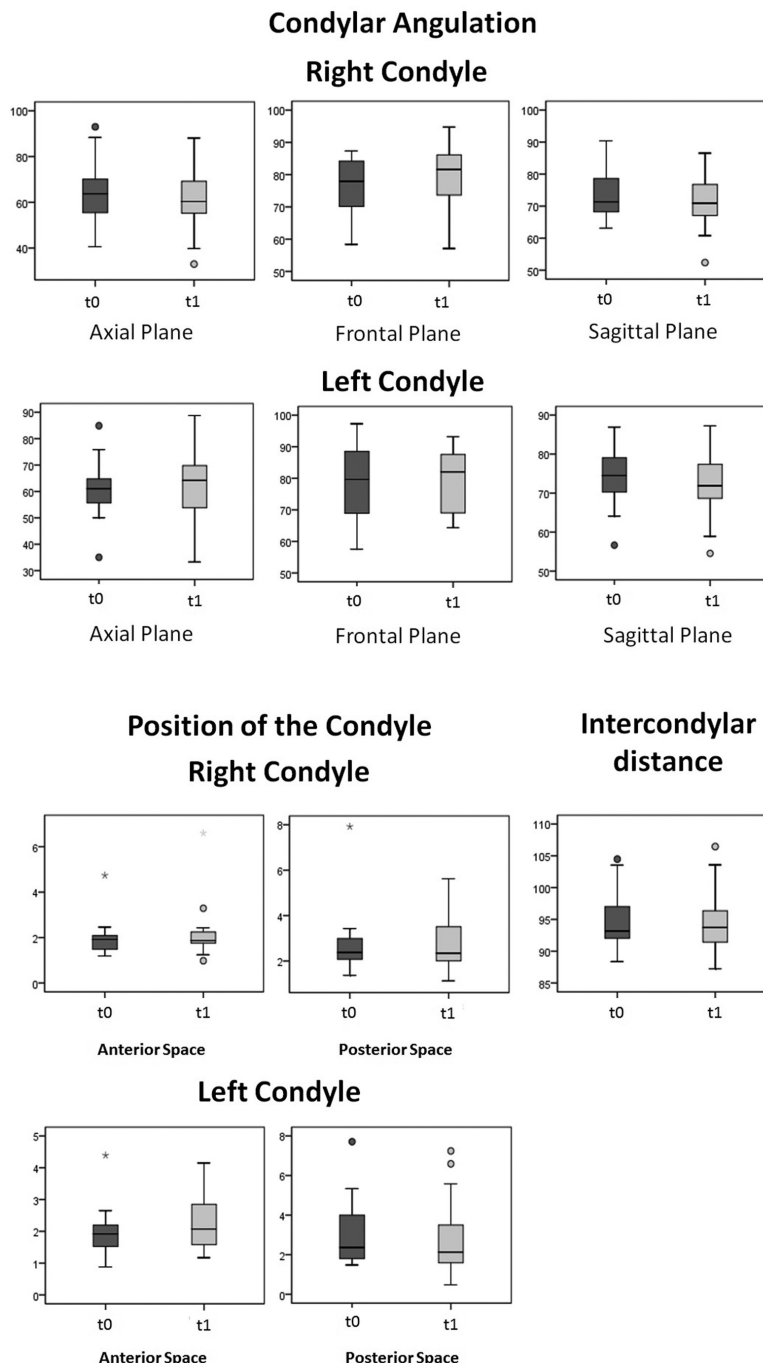 Condylar Angulation
Right Condyle
100
80
60
40
t0
t1
Axial Plane
100
90
80
70
60
50
t0
t1
Frontal Plane
100
90
80
70
60
50
t0
t1
Sagittal Plane
Left Condyle
90
80
70
60
50
40
30
t0
t1
Axial Plane
100
90
80
70
60
50
t0
t1
Frontal Plane
90
80
70
60
50
t0
t1
Sagittal Plane
Position of the Condyle
Right Condyle
6
4
2
0
t0
t1
Anterior Space
8
6
4
2
t0
t1
Posterior Space
Intercondylar
distance
110
105
100
95
90
85
t0
t1
Left Condyle
5
4
3
2
1
0
t0
t1
Anterior Space
8
6
4
2
0
t0
t1
Posterior Space